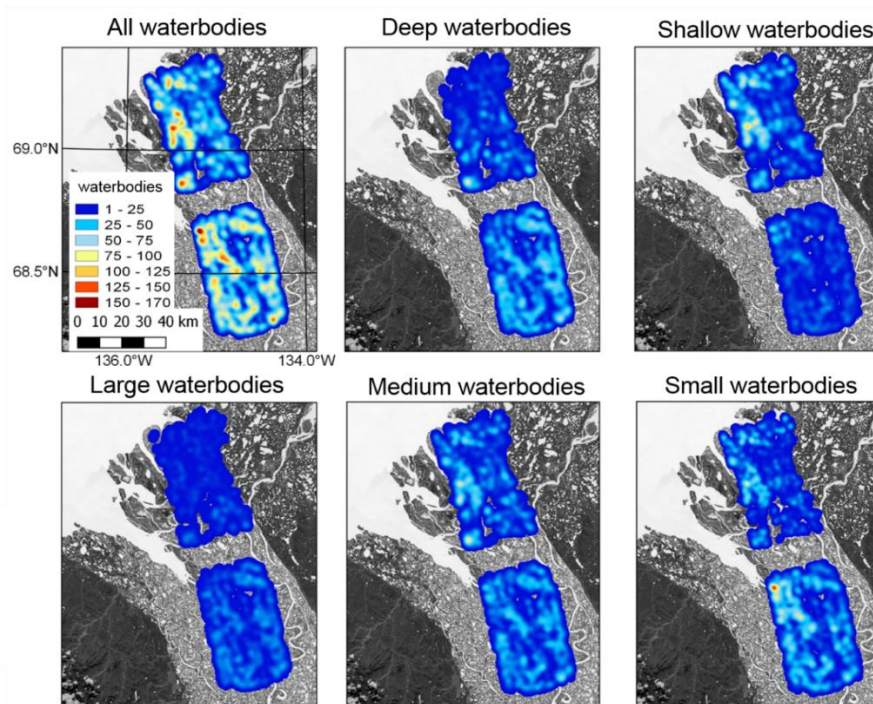 All waterbodies
Deep waterbodies
Shallow waterbodies
69.0°N
waterbodies
1 - 25
25 - 50
50 - 75
75 - 100
100 - 125
125 - 150
150 - 170
68.5°N
0 10 20 30 40 km
136.0°W
134.0°W
Large waterbodies
Medium waterbodies
Small waterbodies